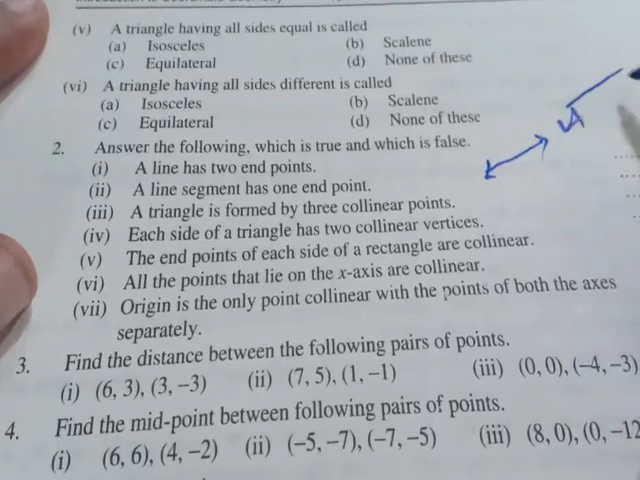 (v) A triangle having all sides equal is called
(a) Isosceles (b) Scalene
(c) Equilateral (d) None of these
(vi) A triangle having all sides different is called
(a) Isosceles (b) Scalene
(c) Equilateral (d) None of these
2. Answer the following, which is true and which is false.
(i) A line has two end points.
(ii) A line segment has one end point.
(iii) A triangle is formed by three collinear points.
(iv) Each side of a triangle has two collinear vertices.
(v) The end points of each side of a rectangle are collinear.
(vi) All the points that lie on the x-axis are collinear.
(vii) Origin is the only point collinear with the points of both the axes
separately.
3. Find the distance between the following pairs of points.
(i) (6, 3), (3, –3) (ii) (7, 5), (1, –1) (iii) (0, 0), (–4, –3)
4. Find the mid-point between following pairs of points.
(i) (6, 6), (4, –2) (ii) (–5, –7), (–7, –5) (iii) (8, 0), (0, –12